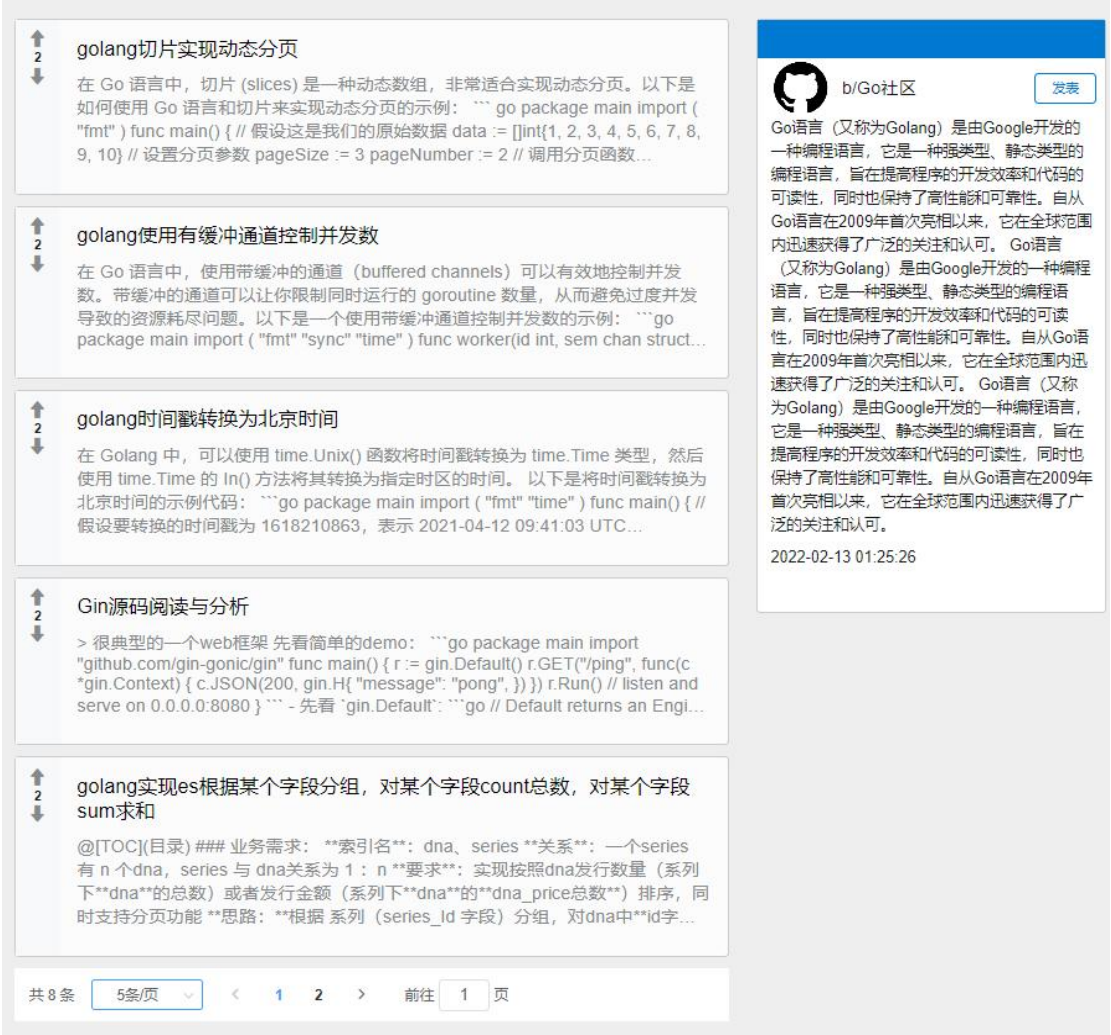 2
golang切片实现动态分页
在 Go 语言中，切片 (slices) 是一种动态数组，非常适合实现动态分页。以下是
如何使用 Go 语言和切片来实现动态分页的示例： ``` go package main import (
"fmt" ) func main() { // 假设这是我们的原始数据 data := []int{1, 2, 3, 4, 5, 6, 7, 8,
9, 10} // 设置分页参数 pageSize := 3 pageNumber := 2 // 调用分页函数...
2
golang使用有缓冲通道控制并发数
在 Go 语言中，使用带缓冲的通道（buffered channels）可以有效地控制并发
数。带缓冲的通道可以让你限制同时运行的 goroutine 数量，从而避免过度并发
导致的资源耗尽问题。以下是一个使用带缓冲通道控制并发数的示例： ```go
package main import ( "fmt" "sync" "time" ) func worker(id int, sem chan struct...
2
golang时间戳转换为北京时间
在 Golang 中，可以使用 time.Unix() 函数将时间戳转换为 time.Time 类型，然后
使用 time.Time 的 In() 方法将其转换为指定时区的时间。 以下是将时间戳转换为
北京时间的示例代码： ```go package main import ( "fmt" "time" ) func main() { //
假设要转换的时间戳为 1618210863，表示 2021-04-12 09:41:03 UTC...
2
Gin源码阅读与分析
> 很典型的一个web框架 先看简单的demo： ```go package main import
"github.com/gin-gonic/gin" func main() { r := gin.Default() r.GET("/ping", func(c
*gin.Context) { c.JSON(200, gin.H{ "message": "pong", }) }) r.Run() // listen and
serve on 0.0.0.0:8080 } ``` - 先看 `gin.Default`: ```go // Default returns an Engi...
2
golang实现es根据某个字段分组，对某个字段count总数，对某个字段
sum求和
@[TOC](目录) ### 业务需求： **索引名**：dna、series **关系**：一个series
有 n 个dna，series 与 dna关系为 1 ：n **要求**：实现按照dna发行数量（系列
下**dna**的总数）或者发行金额（系列下**dna**的**dna_price总数**）排序，同
时支持分页功能 **思路：**根据 系列（series_Id 字段）分组，对dna中**id字...
共 8 条 5条/页 < 1 2 > 前往 1 页
b/Go社区 发表
Go语言（又称为Golang）是由Google开发的
一种编程语言，它是一种强类型、静态类型的
编程语言，旨在提高程序的开发效率和代码的
可读性，同时也保持了高性能和可靠性。自从
Go语言在2009年首次亮相以来，它在全球范围
内迅速获得了广泛的关注和认可。 Go语言
（又称为Golang）是由Google开发的一种编程
语言，它是一种强类型、静态类型的编程语
言，旨在提高程序的开发效率和代码的可读
性，同时也保持了高性能和可靠性。自从Go语
言在2009年首次亮相以来，它在全球范围内迅
速获得了广泛的关注和认可。 Go语言（又称
为Golang）是由Google开发的一种编程语言，
它是一种强类型、静态类型的编程语言，旨在
提高程序的开发效率和代码的可读性，同时也
保持了高性能和可靠性。自从Go语言在2009年
首次亮相以来，它在全球范围内迅速获得了广
泛的关注和认可。
2022-02-13 01:25:26